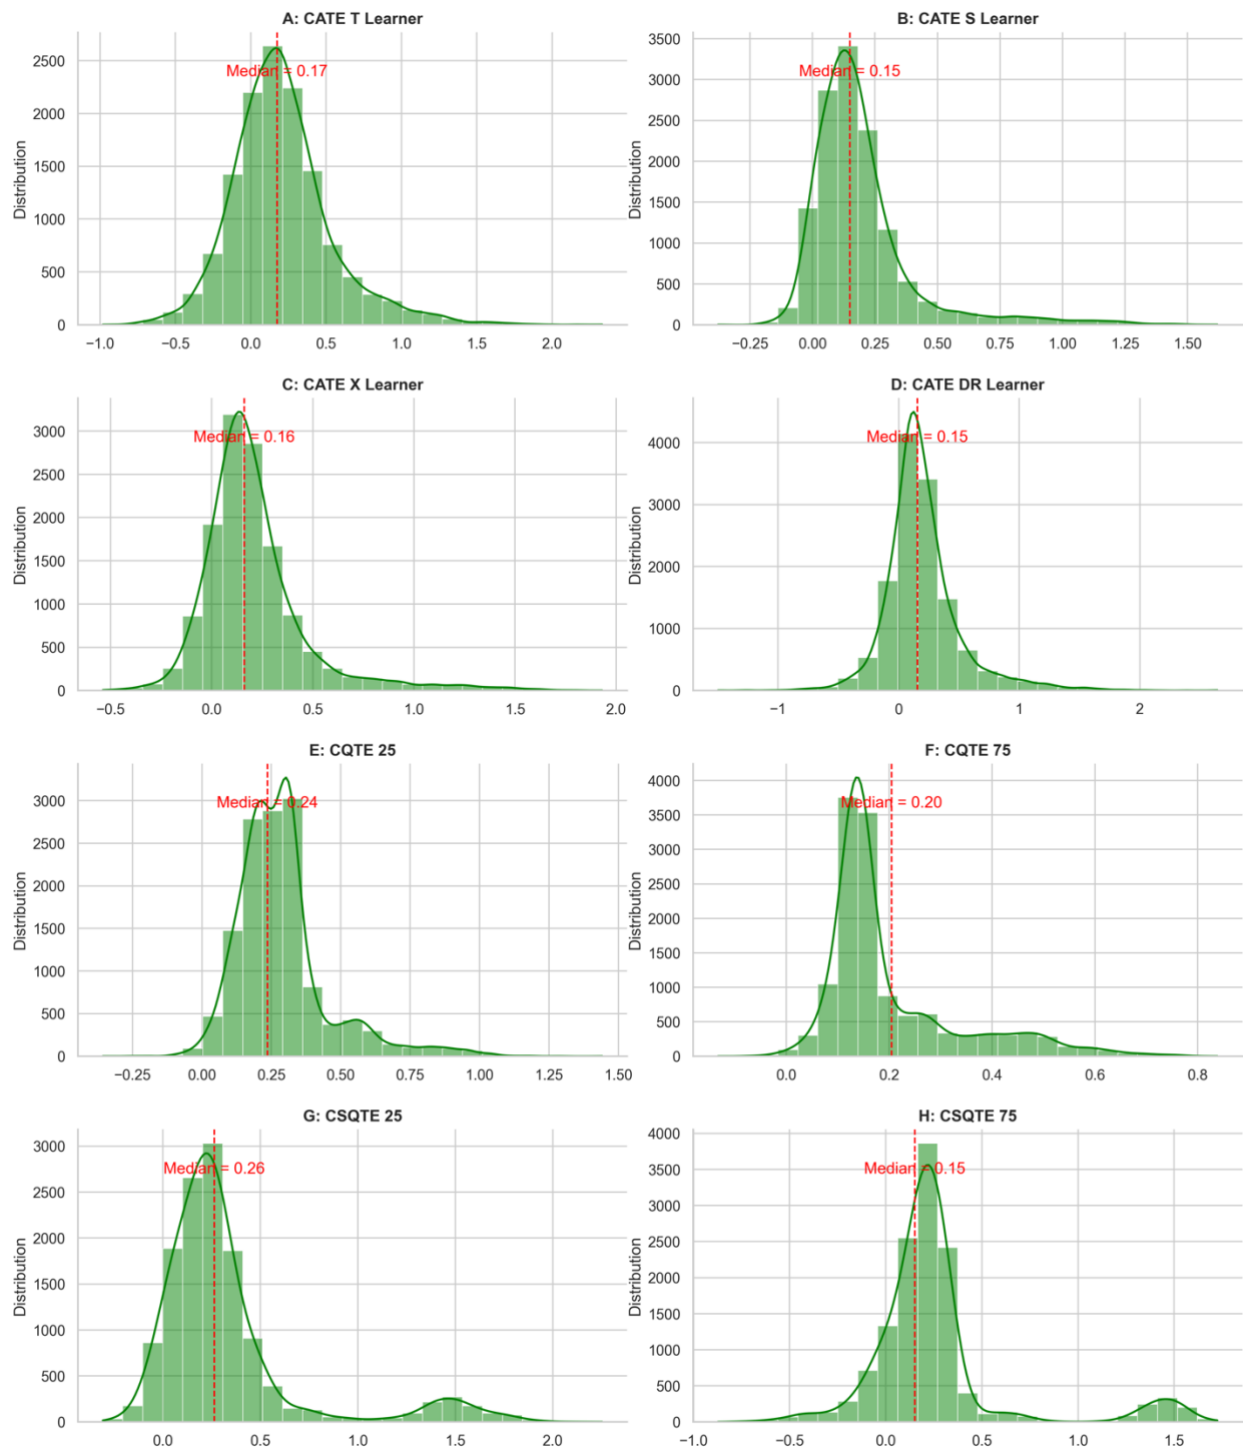 A: CATE T Learner
Distribution
2500
2000
1500
1000
500
0
Median = 0.17
−1.0 −0.5 0.0 0.5 1.0 1.5 2.0
B: CATE S Learner
Distribution
3500
3000
2500
2000
1500
1000
500
0
Median = 0.15
−0.25 0.00 0.25 0.50 0.75 1.00 1.25 1.50
C: CATE X Learner
Distribution
3000
2500
2000
1500
1000
500
0
Median = 0.16
−0.5 0.0 0.5 1.0 1.5 2.0
D: CATE DR Learner
Distribution
4000
3000
2000
1000
0
Median = 0.15
−1 0 1 2
E: CQTE 25
Distribution
3000
2500
2000
1500
1000
500
0
Median = 0.24
−0.25 0.00 0.25 0.50 0.75 1.00 1.25 1.50
F: CQTE 75
Distribution
4000
3500
3000
2500
2000
1500
1000
500
0
Median = 0.20
0.0 0.2 0.4 0.6 0.8
G: CSQTE 25
Distribution
3000
2500
2000
1500
1000
500
0
Median = 0.26
0.0 0.5 1.0 1.5 2.0
H: CSQTE 75
Distribution
4000
3500
3000
2500
2000
1500
1000
500
0
Median = 0.15
−1.0 −0.5 0.0 0.5 1.0 1.5